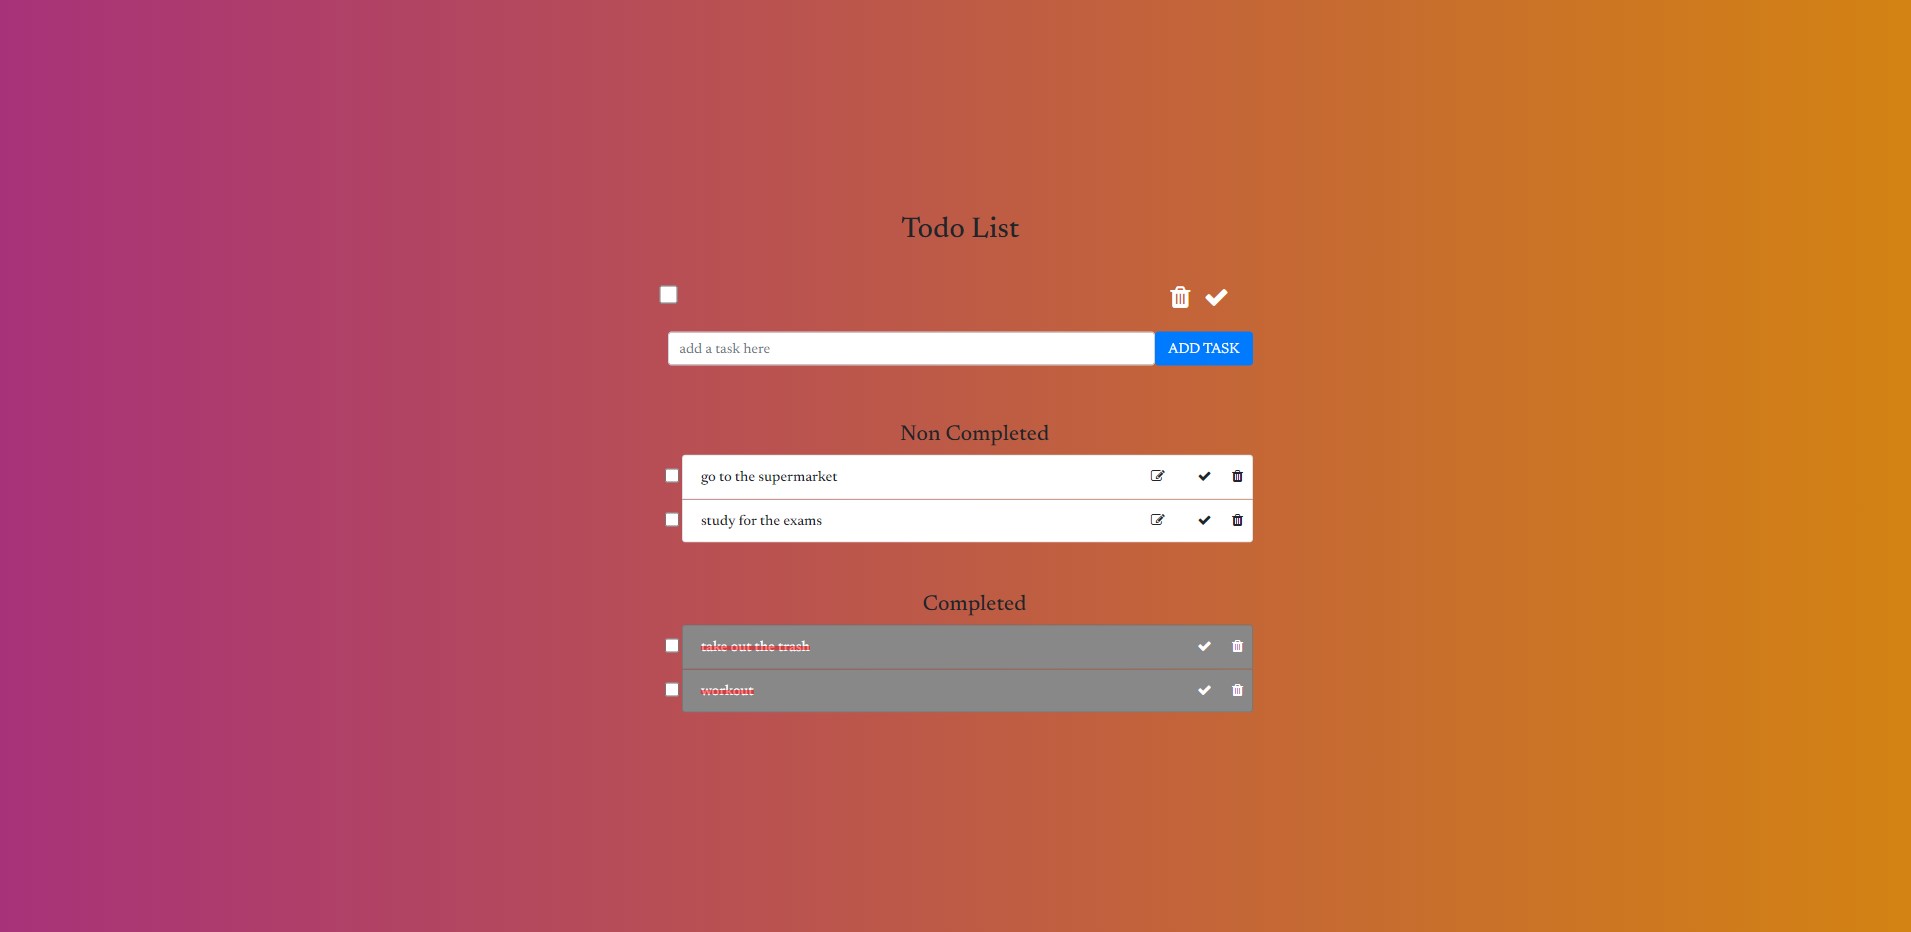 Todo List
add a task here
ADD TASK
Non Completed
go to the supermarket
study for the exams
Completed
take out the trash
workout